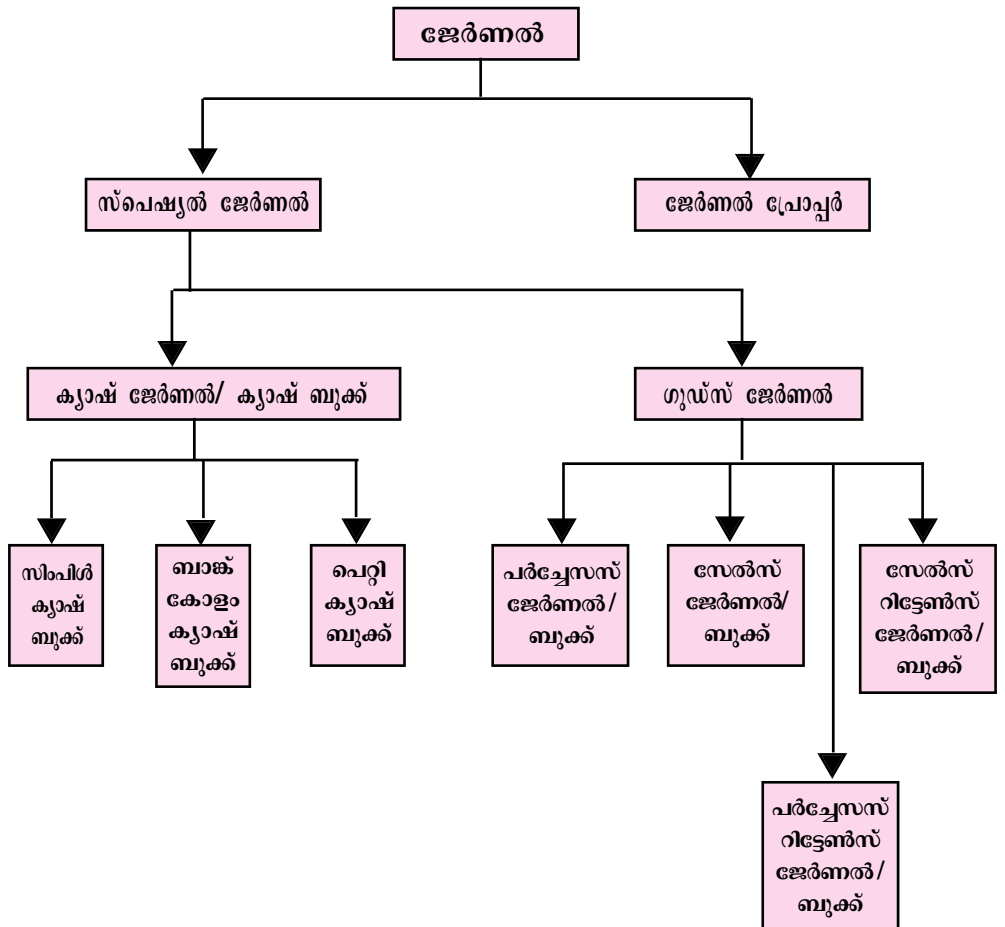 ജേർണൽ
സ്പെഷ്യൽ ജേർണൽ
ജേർണൽ പ്രോപ്പർ
ക്യാഷ് ജേർണൽ/ ക്യാഷ് ബുക്ക്
ഗുഡ്സ് ജേർണൽ
സിംപിൾ
ക്യാഷ്
ബുക്ക്
ബാങ്ക്
കോളം
ക്യാഷ്
ബുക്ക്
പെറ്റി
ക്യാഷ്
ബുക്ക്
പർച്ചേസസ്
ജേർണൽ/
ബുക്ക്
സേൽസ്
ജേർണൽ/
ബുക്ക്
സേൽസ്
റിട്ടേൺസ്
ജേർണൽ/
ബുക്ക്
പർച്ചേസസ്
റിട്ടേൺസ്
ജേർണൽ/
ബുക്ക്